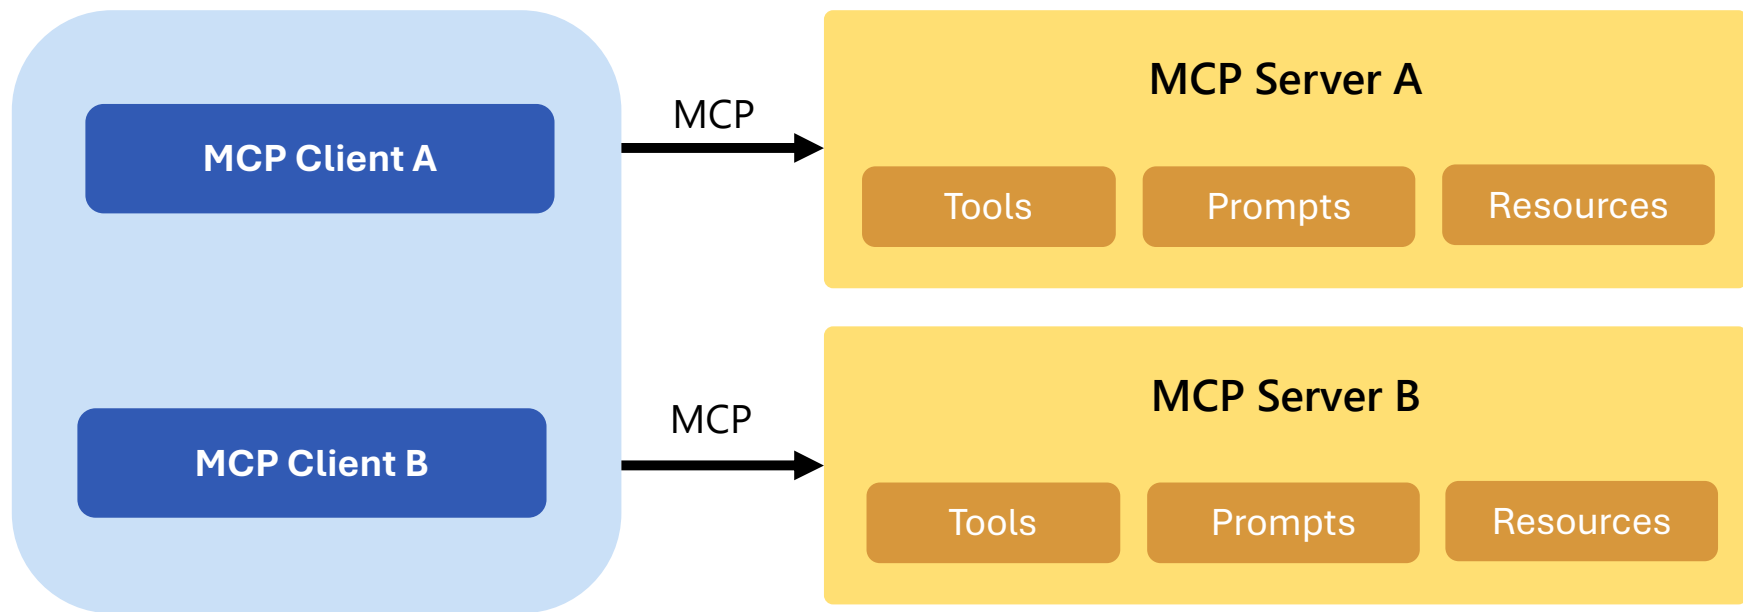 MCP Client A
MCP
MCP Server A
Tools
Prompts
Resources
MCP Client B
MCP
MCP Server B
Tools
Prompts
Resources